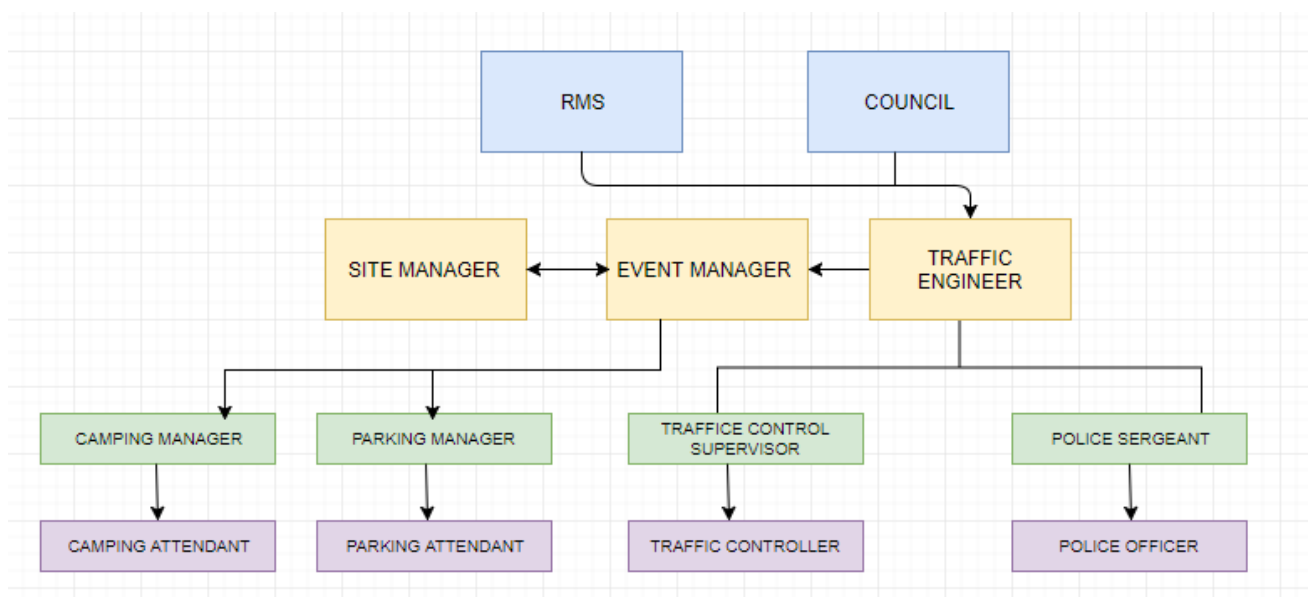 RMS
COUNCIL
SITE MANAGER
EVENT MANAGER
TRAFFIC
ENGINEER
CAMPING MANAGER
PARKING MANAGER
TRAFFICE CONTROL
SUPERVISOR
POLICE SERGEANT
CAMPING ATTENDANT
PARKING ATTENDANT
TRAFFIC CONTROLLER
POLICE OFFICER